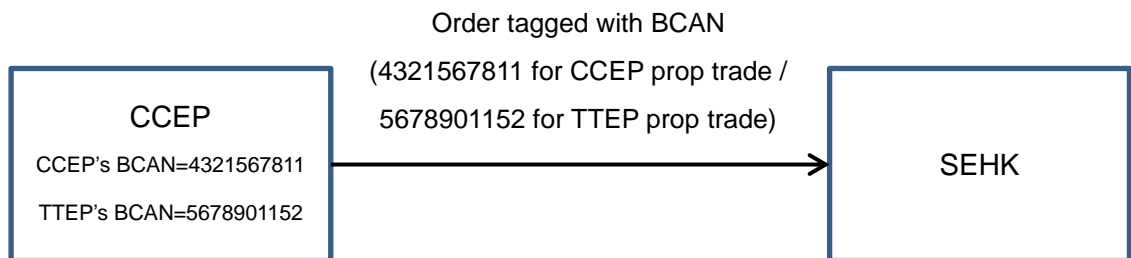 Order tagged with BCAN
(4321567811 for CCEP prop trade /
5678901152 for TTEP prop trade)
CCEP
CCEP’s BCAN=4321567811
TTEP’s BCAN=5678901152
SEHK